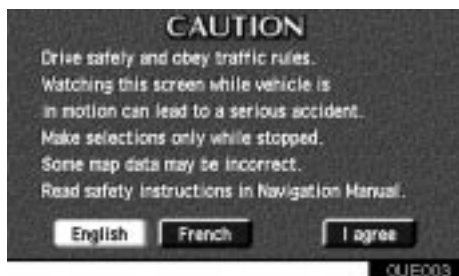 CAUTION
Drive safely and obey traffic rules.
Watching this screen while vehicle is
in motion can lead to a serious accident.
Make selections only while stopped.
Some map data may be incorrect.
Read safety instructions in Navigation Manual.
English French I agree
0UE003